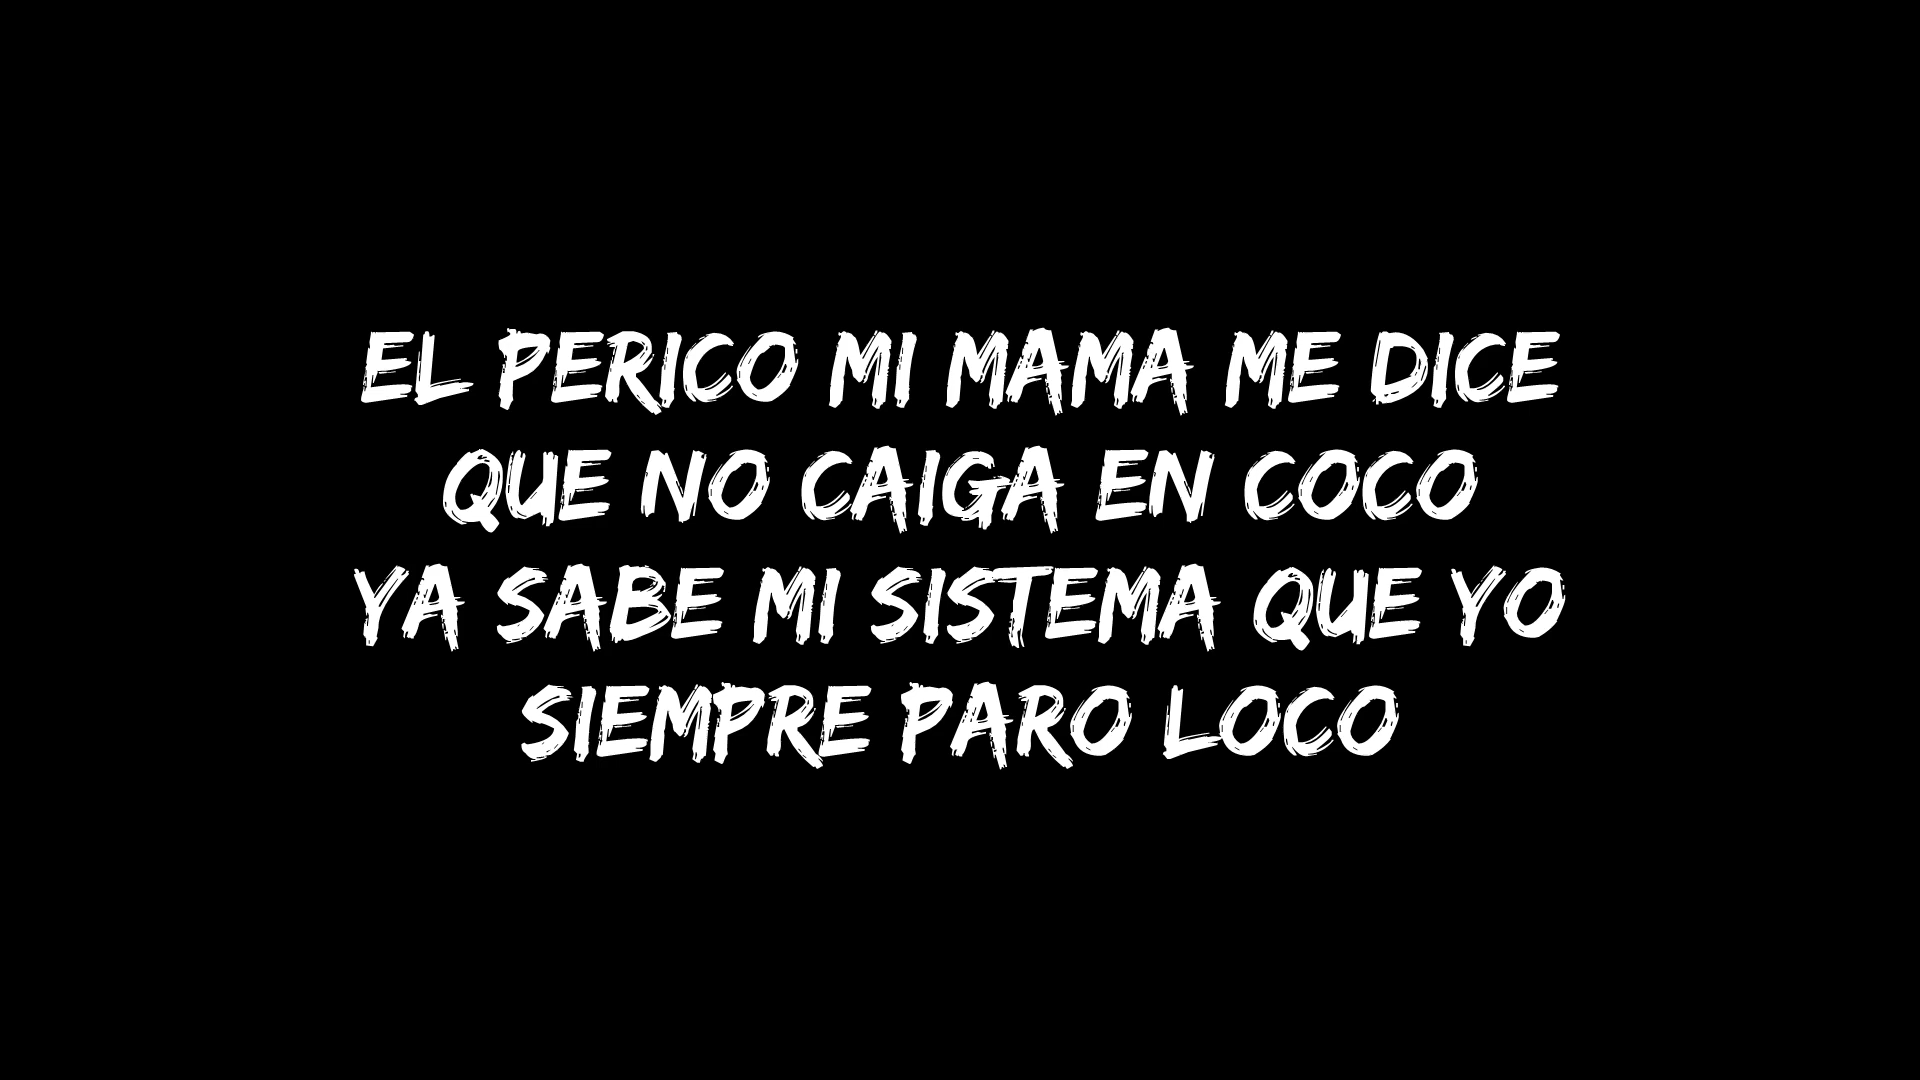 EL PERICO MI MAMA ME DICE
QUE NO CAIGA EN COCO
YA SABE MI SISTEMA QUE YO
SIEMPRE PARO LOCO